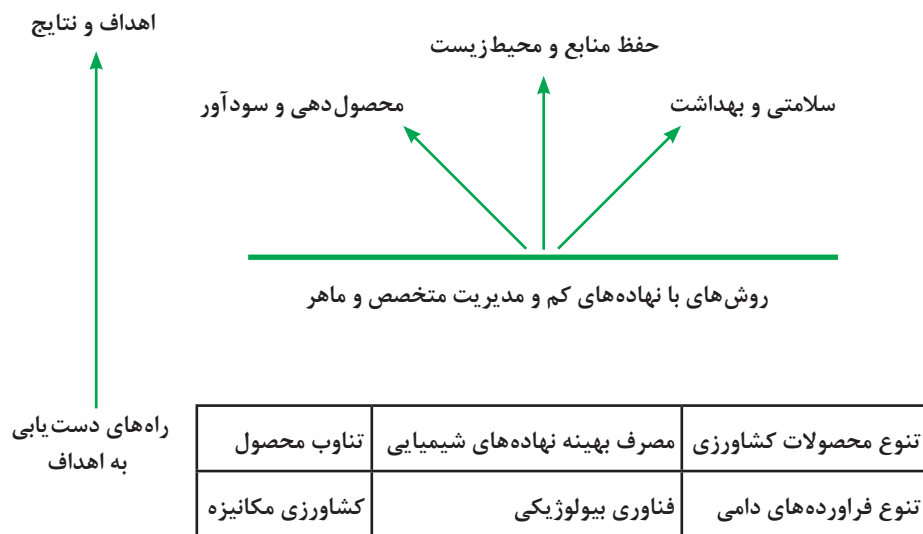 اهداف و نتایج
حفظ منابع و محیط‌زیست
سلامتی و بهداشت
محصول‌دهی و سودآور
روش‌های با نهاده‌های کم و مدیریت متخصص و ماهر
راه‌های دست‌یابی
به اهداف
تنوع محصولات کشاورزی
مصرف بهینه نهاده‌های شیمیایی
تناوب محصول
تنوع فراورده‌های دامی
فناوری بیولوژیکی
کشاورزی مکانیزه